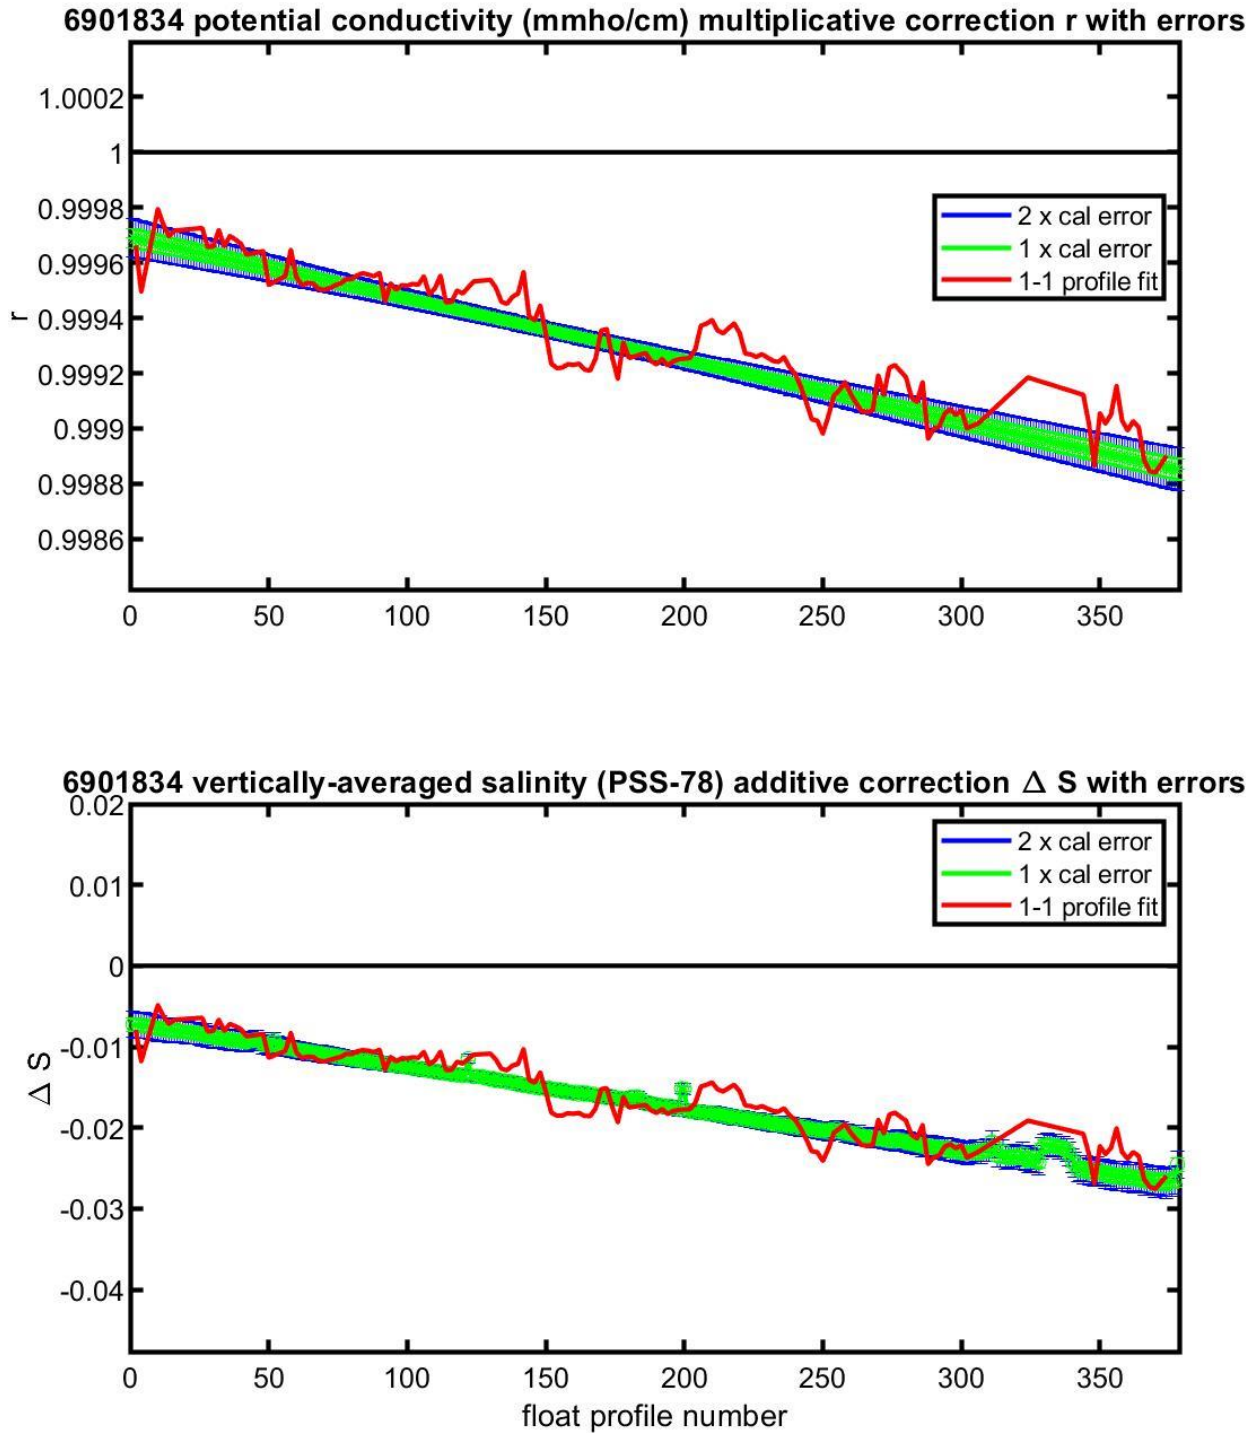 6901834 potential conductivity (mmho/cm) multiplicative correction r with errors
1.0002
1
0.9998
0.9996
0.9994
0.9992
0.999
0.9988
0.9986
r
2 x cal error
1 x cal error
1-1 profile fit
0 50 100 150 200 250 300 350
6901834 vertically-averaged salinity (PSS-78) additive correction Δ S with errors
0.02
0.01
0
-0.01
-0.02
-0.03
-0.04
Δ S
2 x cal error
1 x cal error
1-1 profile fit
0 50 100 150 200 250 300 350
float profile number